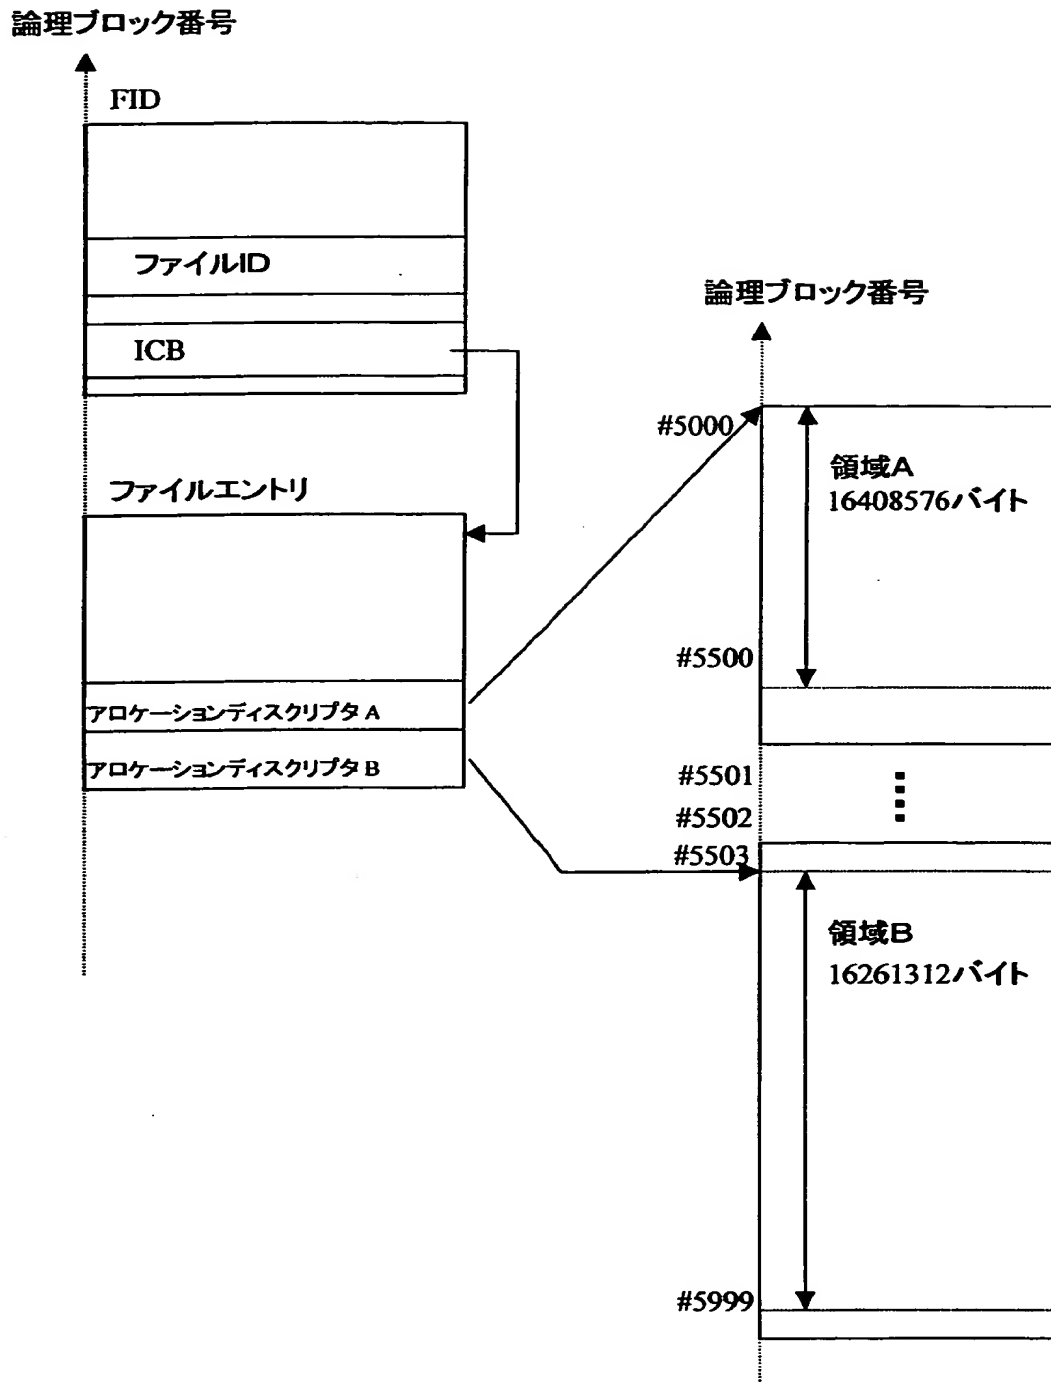 論理ブロック番号
FID
ファイルID
ICB
ファイルエントリ
アロケーションディスクリプタ A
アロケーションディスクリプタ B
論理ブロック番号
#5000
領域A
16408576バイト
#5500
#5501
#5502
#5503
領域B
16261312バイト
#5999